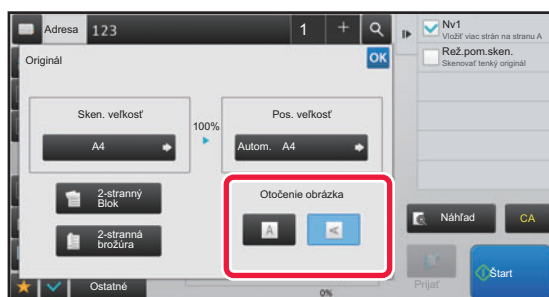 Adresa 123 1 +
OK
Originál
Sken. veľkosť
A4
100%
Pos. veľkosť
Autom. A4
2-stranný
Blok
2-stranná
brožúra
Otočenie obrázka
A A
Ostatné
0%
Nv1
Vložiť viac strán na stranu A
Rež.pom.sken.
Skenovať tenký originál
Náhľad
CA
Prijať
Štart